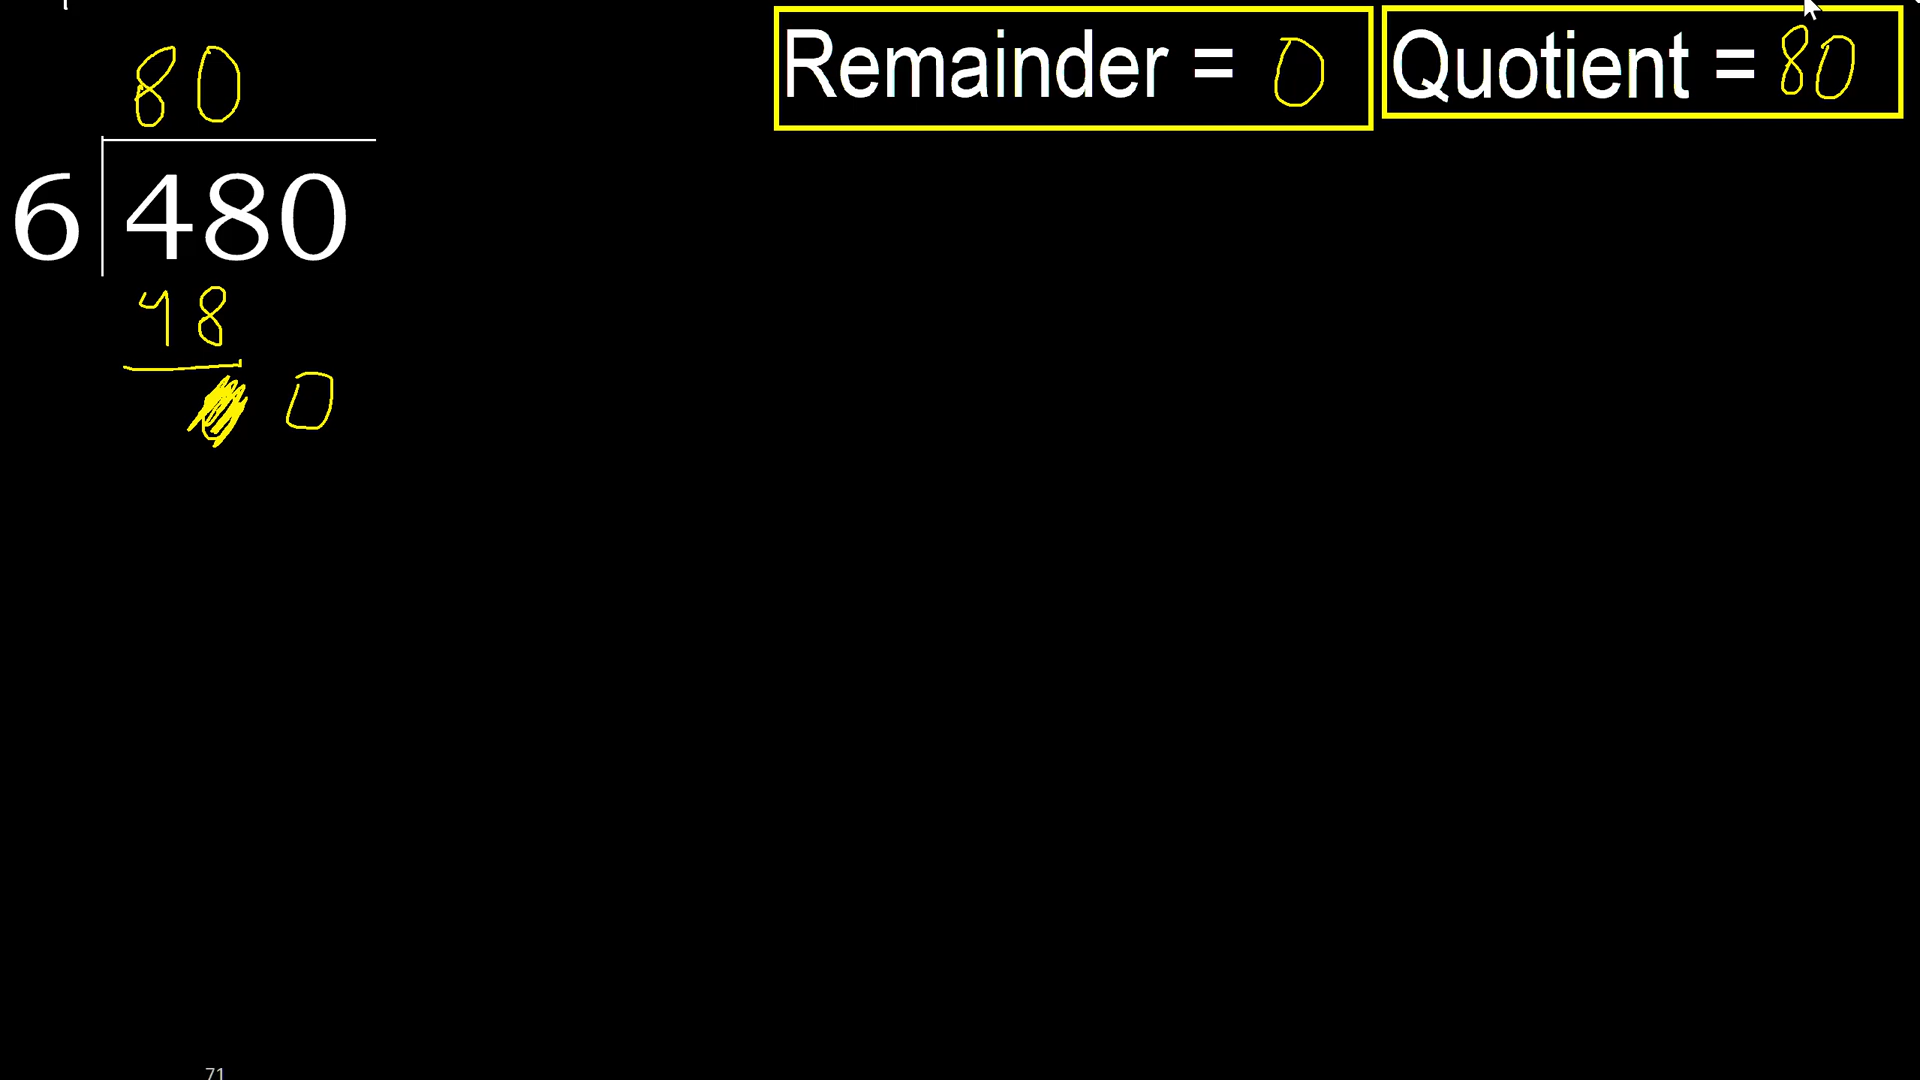 80
6 480
48
0
Remainder = 0
Quotient = 80
71